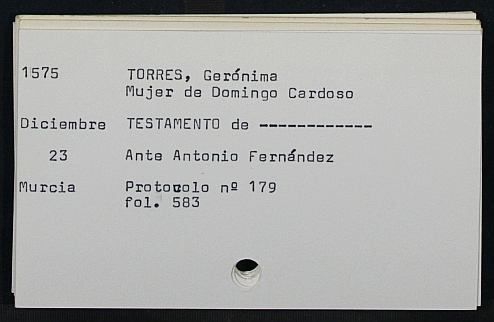 1575 TORRES, Gerónima
Mujer de Domingo Cardoso
Diciembre TESTAMENTO de ------------
23 Ante Antonio Fernández
Murcia Protocolo nº 179
fol. 583